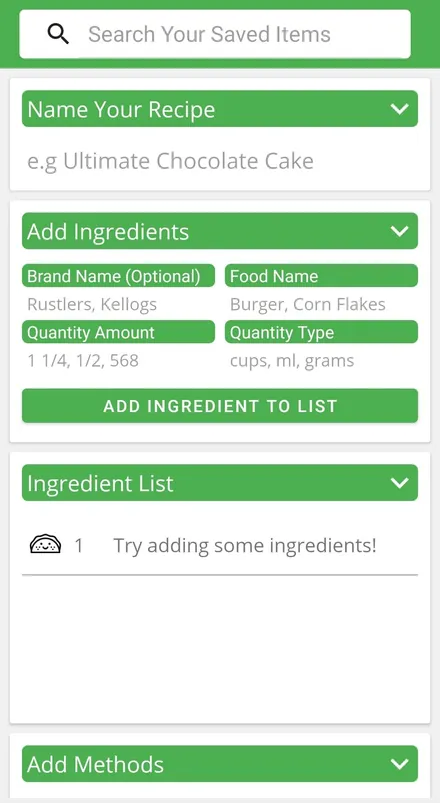 Search Your Saved Items
Name Your Recipe
e.g Ultimate Chocolate Cake
Add Ingredients
Brand Name (Optional)
Food Name
Rustlers, Kellogs
Burger, Corn Flakes
Quantity Amount
Quantity Type
1 1/4, 1/2, 568
cups, ml, grams
ADD INGREDIENT TO LIST
Ingredient List
1 Try adding some ingredients!
Add Methods